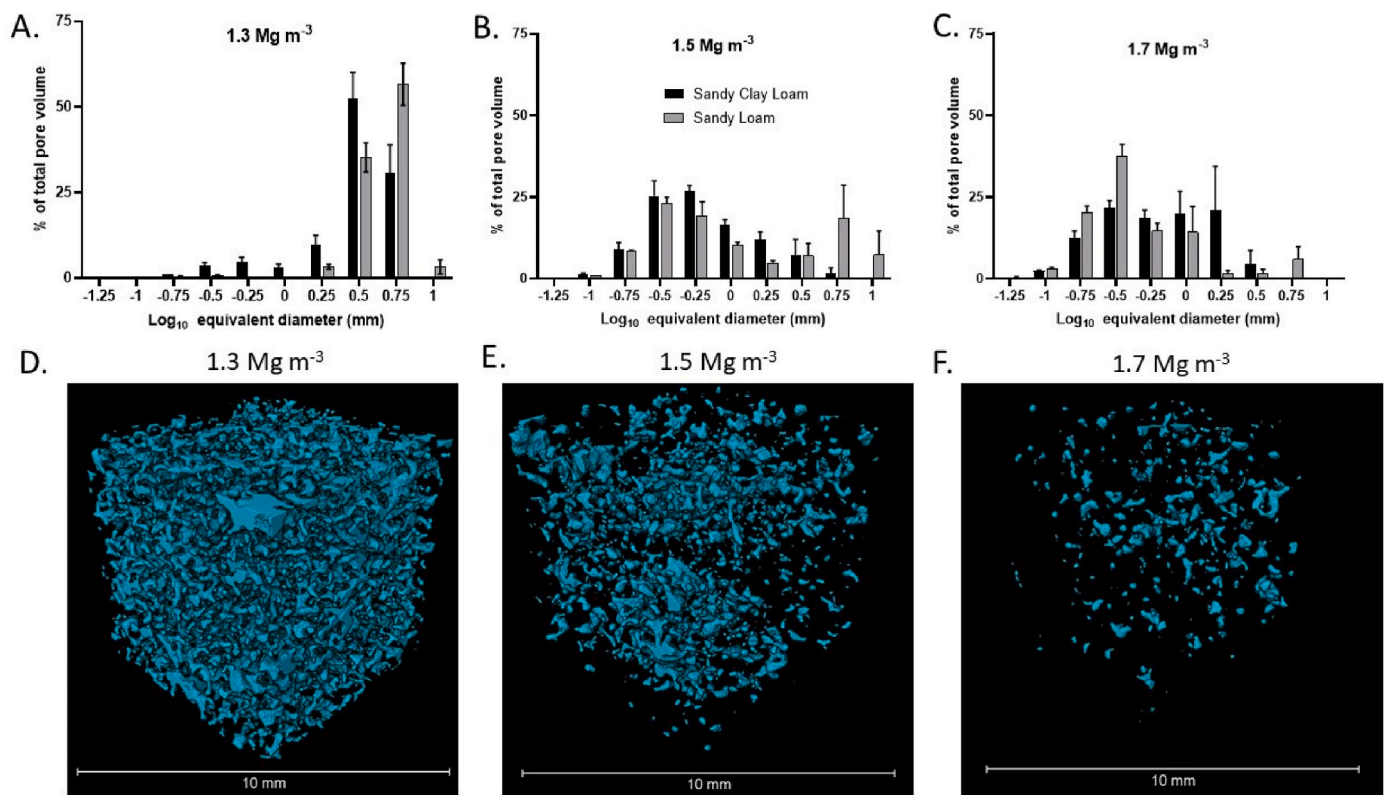 A.
1.3 Mg m⁻³
75
50
25
0
% of total pore volume
-1.25 -1 -0.75 -0.5 -0.25 0 0.25 0.5 0.75 1
Log₁₀ equivalent diameter (mm)
B.
1.5 Mg m⁻³
75
50
25
0
% of total pore volume
Sandy Clay Loam
Sandy Loam
-1.25 -1 -0.75 -0.5 -0.25 0 0.25 0.5 0.75 1
Log₁₀ equivalent diameter (mm)
C.
1.7 Mg m⁻³
75
50
25
0
% of total pore volume
-1.25 -1 -0.75 -0.5 -0.25 0 0.25 0.5 0.75 1
Log₁₀ equivalent diameter (mm)
D.
1.3 Mg m⁻³
10 mm
E.
1.5 Mg m⁻³
10 mm
F.
1.7 Mg m⁻³
10 mm